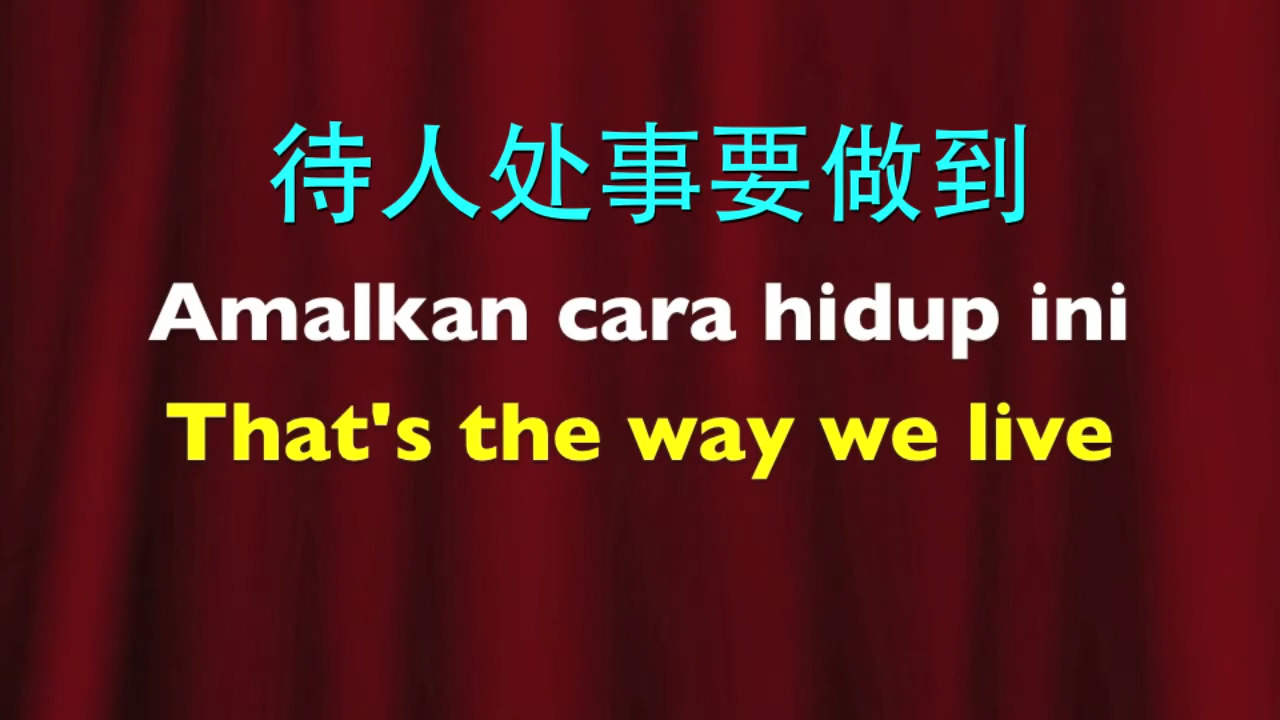 待人处事要做到
Amalkan cara hidup ini
That's the way we live